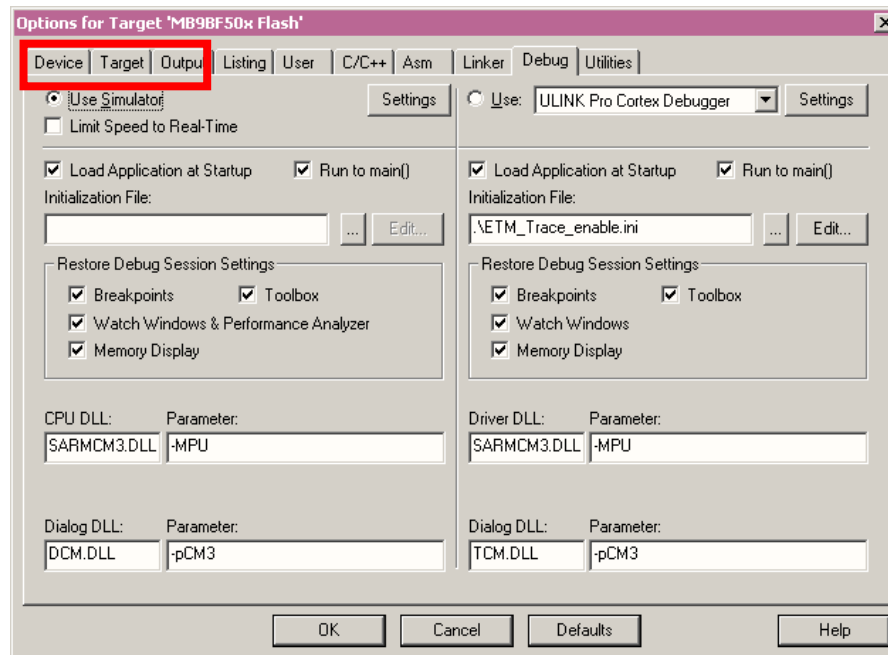 Options for Target 'MB9BF50x Flash'
Device Target Output Listing User C/C++ Asm Linker Debug Utilities
Use Simulator Settings Use: ULINK Pro Cortex Debugger Settings
Limit Speed to Real-Time
Load Application at Startup Run to main() Load Application at Startup Run to main()
Initialization File: Initialization File:
... Edit... .\ETM_Trace_enable.ini ... Edit...
Restore Debug Session Settings Restore Debug Session Settings
Breakpoints Toolbox Breakpoints Toolbox
Watch Windows & Performance Analyzer Watch Windows
Memory Display Memory Display
CPU DLL: Parameter: Driver DLL: Parameter:
SARMCM3.DLL -MPU SARMCM3.DLL -MPU
Dialog DLL: Parameter: Dialog DLL: Parameter:
DCM.DLL -pCM3 TCM.DLL -pCM3
OK Cancel Defaults Help